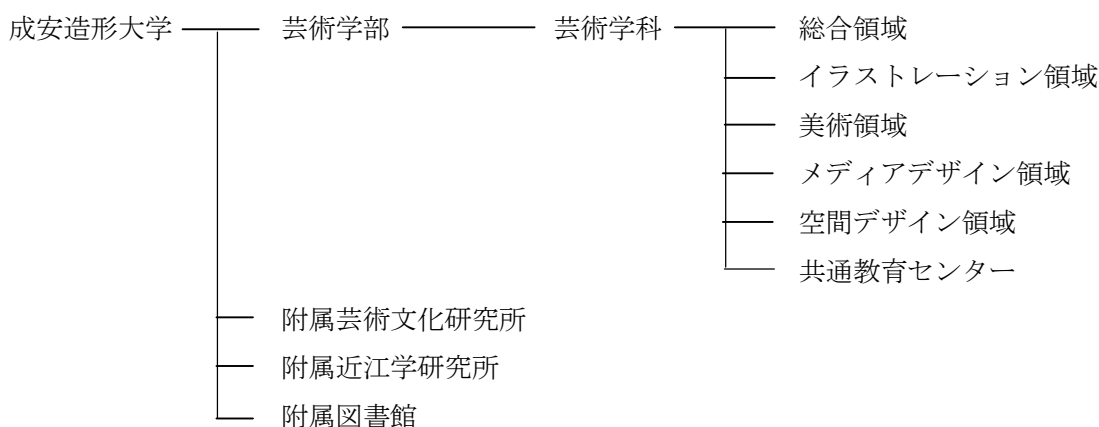 成安造形大学 芸術学部 芸術学科 総合領域
イラストレーション領域
美術領域
メディアデザイン領域
空間デザイン領域
共通教育センター
附属芸術文化研究所
附属近江学研究所
附属図書館